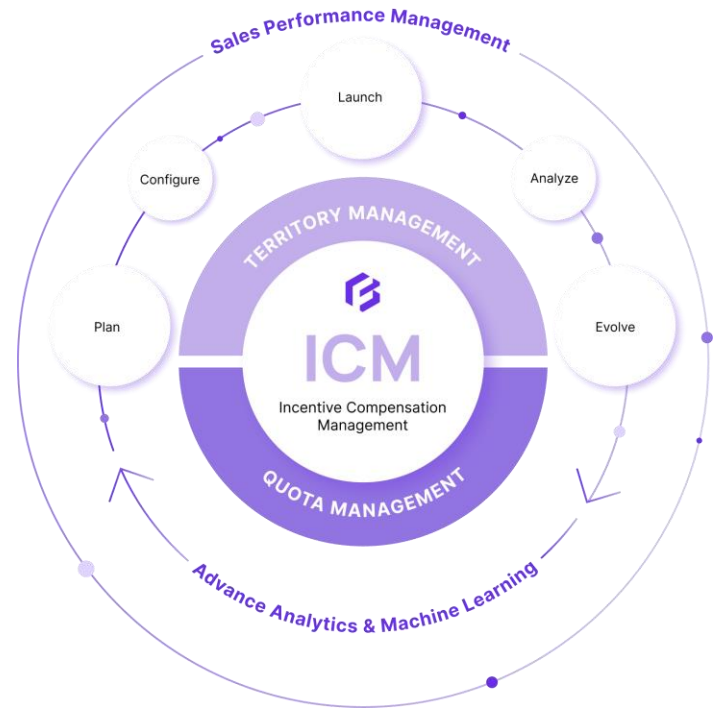 Sales Performance Management
Launch
Configure
Analyze
TERRITORY MANAGEMENT
Plan
ICM
Incentive Compensation
Management
Evolve
QUOTA MANAGEMENT
Advance Analytics & Machine Learning